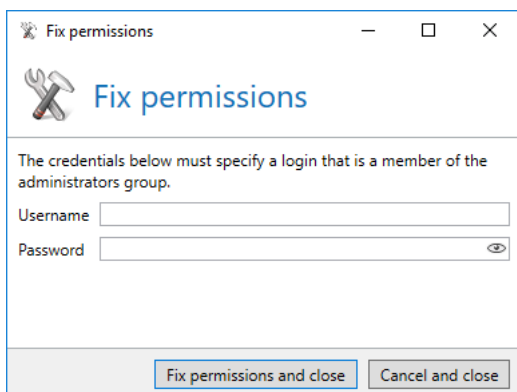 Fix permissions
Fix permissions
The credentials below must specify a login that is a member of the
administrators group.
Username
Password
Fix permissions and close
Cancel and close